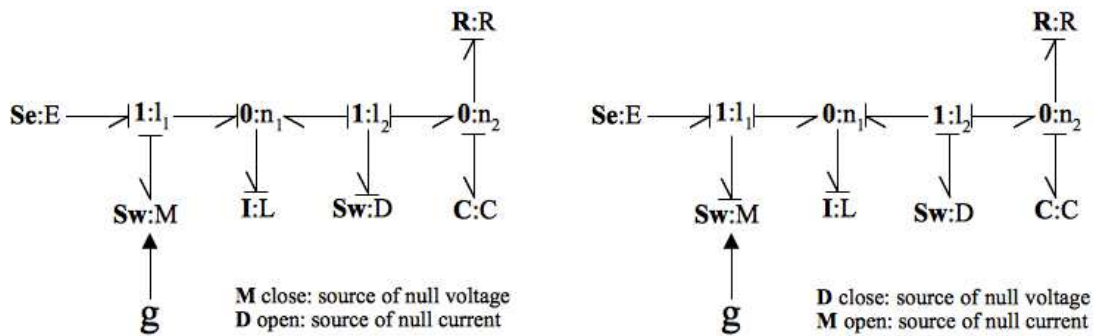 R:R
Se:E
1:l₁
0:n₁
1:l₂
0:n₂
Sw:M
I:L
Sw:D
C:C
g
M close: source of null voltage
D open: source of null current
R:R
Se:E
1:l₁
0:n₁
1:l₂
0:n₂
Sw:M
I:L
Sw:D
C:C
g
D close: source of null voltage
M open: source of null current